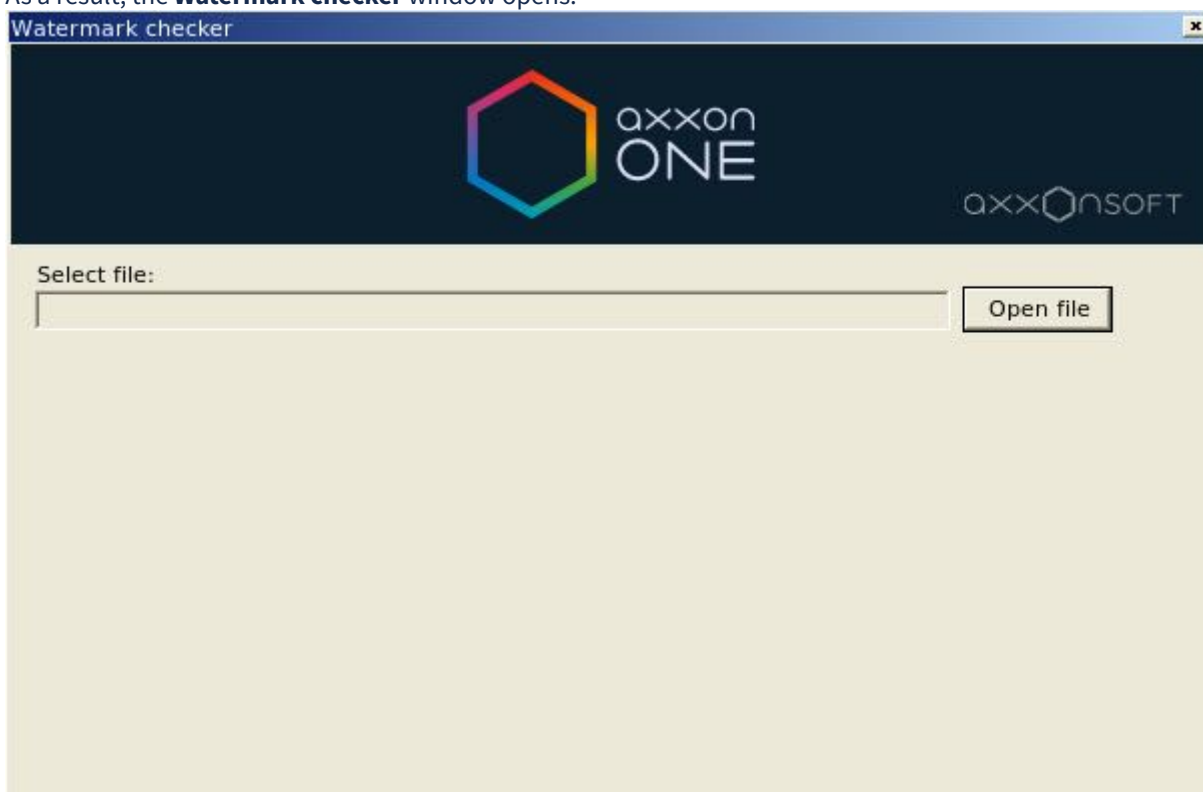 As a result, the Watermark checker window opens.
Watermark checker
axxon
ONE
axxonsoft
Select file:
Open file